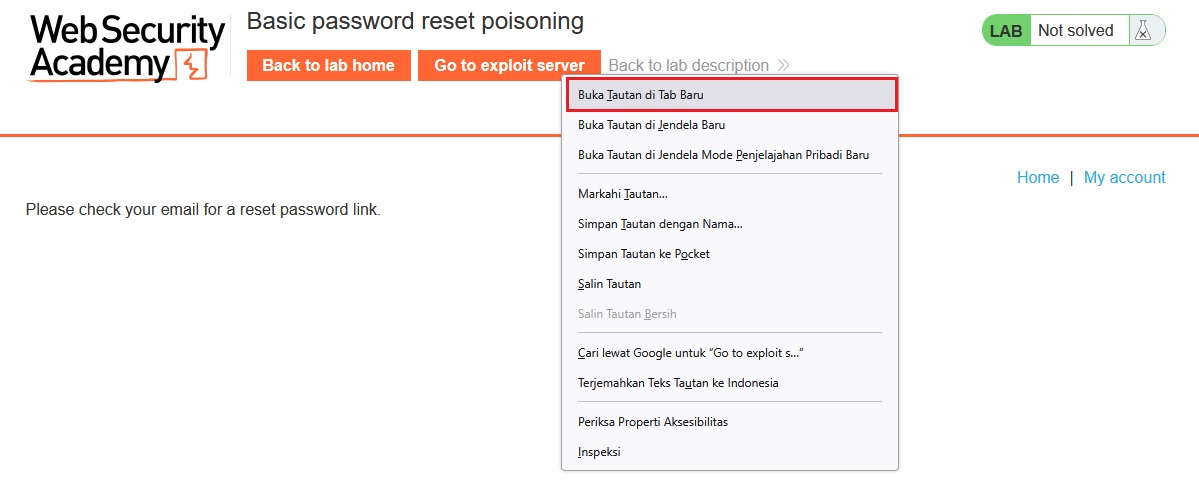 Web Security
Academy
Basic password reset poisoning
LAB Not solved
Back to lab home Go to exploit server Back to lab description
Buka Tautan di Tab Baru
Buka Tautan di Jendela Baru
Buka Tautan di Jendela Mode Penjelajahan Pribadi Baru
Markahi Tautan...
Simpan Tautan dengan Nama...
Simpan Tautan ke Pocket
Salin Tautan
Salin Tautan Bersih
Cari lewat Google untuk “Go to exploit s...”
Terjemahkan Teks Tautan ke Indonesia
Periksa Properti Aksesibilitas
Inspeksi
Home | My account
Please check your email for a reset password link.